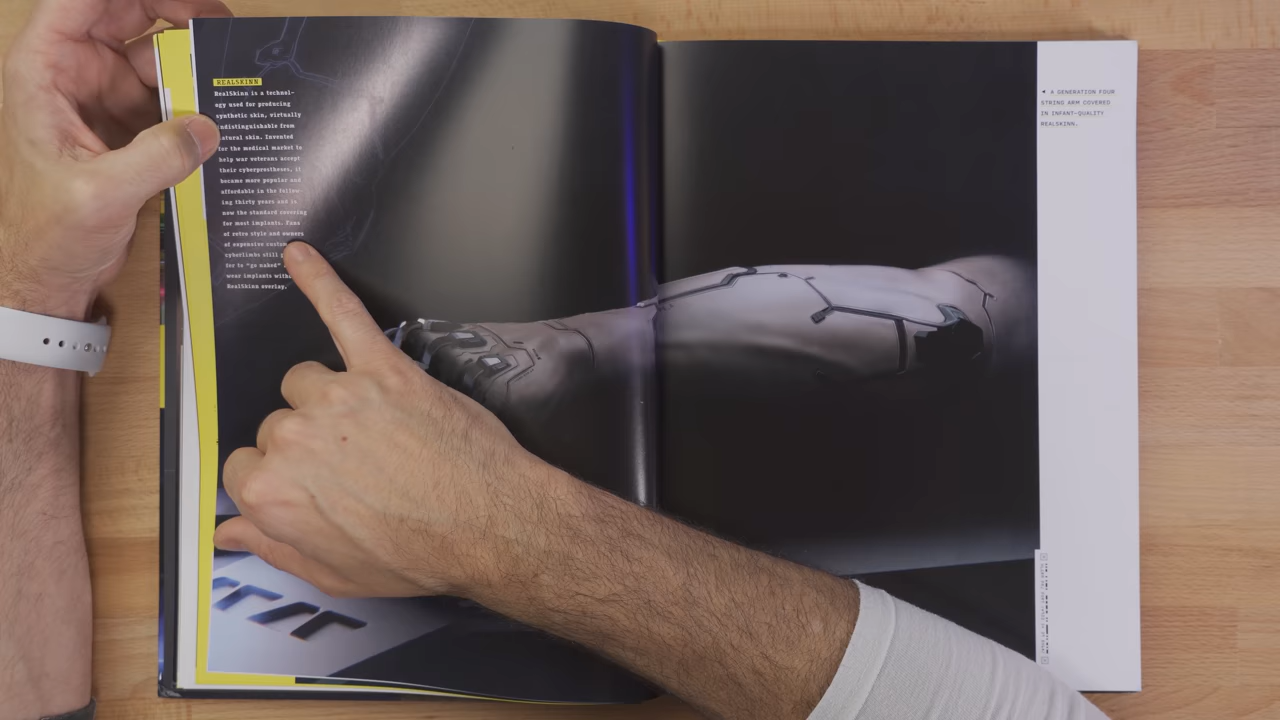 REALSKINN
RealSkinn is a technol-
ogy used for producing
synthetic skin, virtually
indistinguishable from
natural skin. Invented
for the medical market to
help war veterans accept
their cyberprostheses, it
became more popular and
affordable in the follow-
ing thirty years and is
now the standard covering
for most implants. Fans
of retro style and owners
of expensive custom
cyberlimbs still
for to "go naked"
wear implants
RealSkinn overlay.
◄ A GENERATION FOUR
STRING ARM COVERED
IN INFANT-QUALITY
REALSKINN.